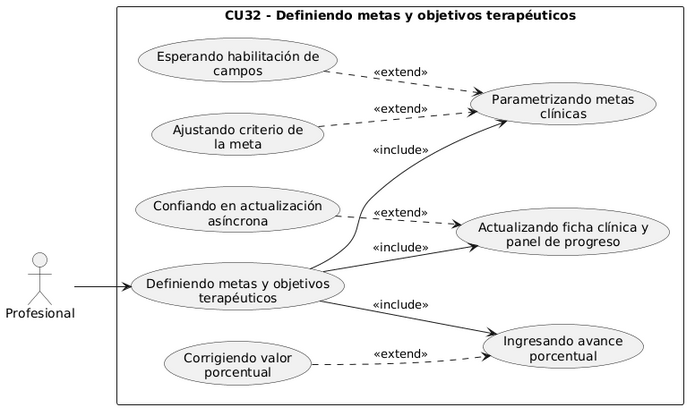 CU32 - Definiendo metas y objetivos terapéuticos
Esperando habilitación de
campos
«extend»
Parametrizando metas
clínicas
«extend»
Ajustando criterio de
la meta
«include»
Confiando en actualización
asíncrona
«extend»
Actualizando ficha clínica y
panel de progreso
«include»
Definiendo metas y objetivos
terapéuticos
Profesional
«include»
Ingresando avance
porcentual
«extend»
Corrigiendo valor
porcentual